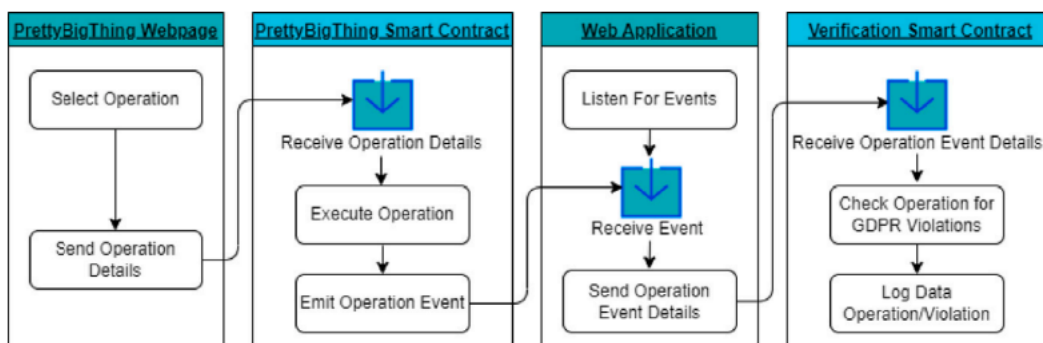 PrettyBigThing Webpage
Select Operation
Send Operation
Details
PrettyBigThing Smart Contract
Receive Operation Details
Execute Operation
Emit Operation Event
Web Application
Listen For Events
Receive Event
Send Operation
Event Details
Verification Smart Contract
Receive Operation Event Details
Check Operation for
GDPR Violations
Log Data
Operation/Violation